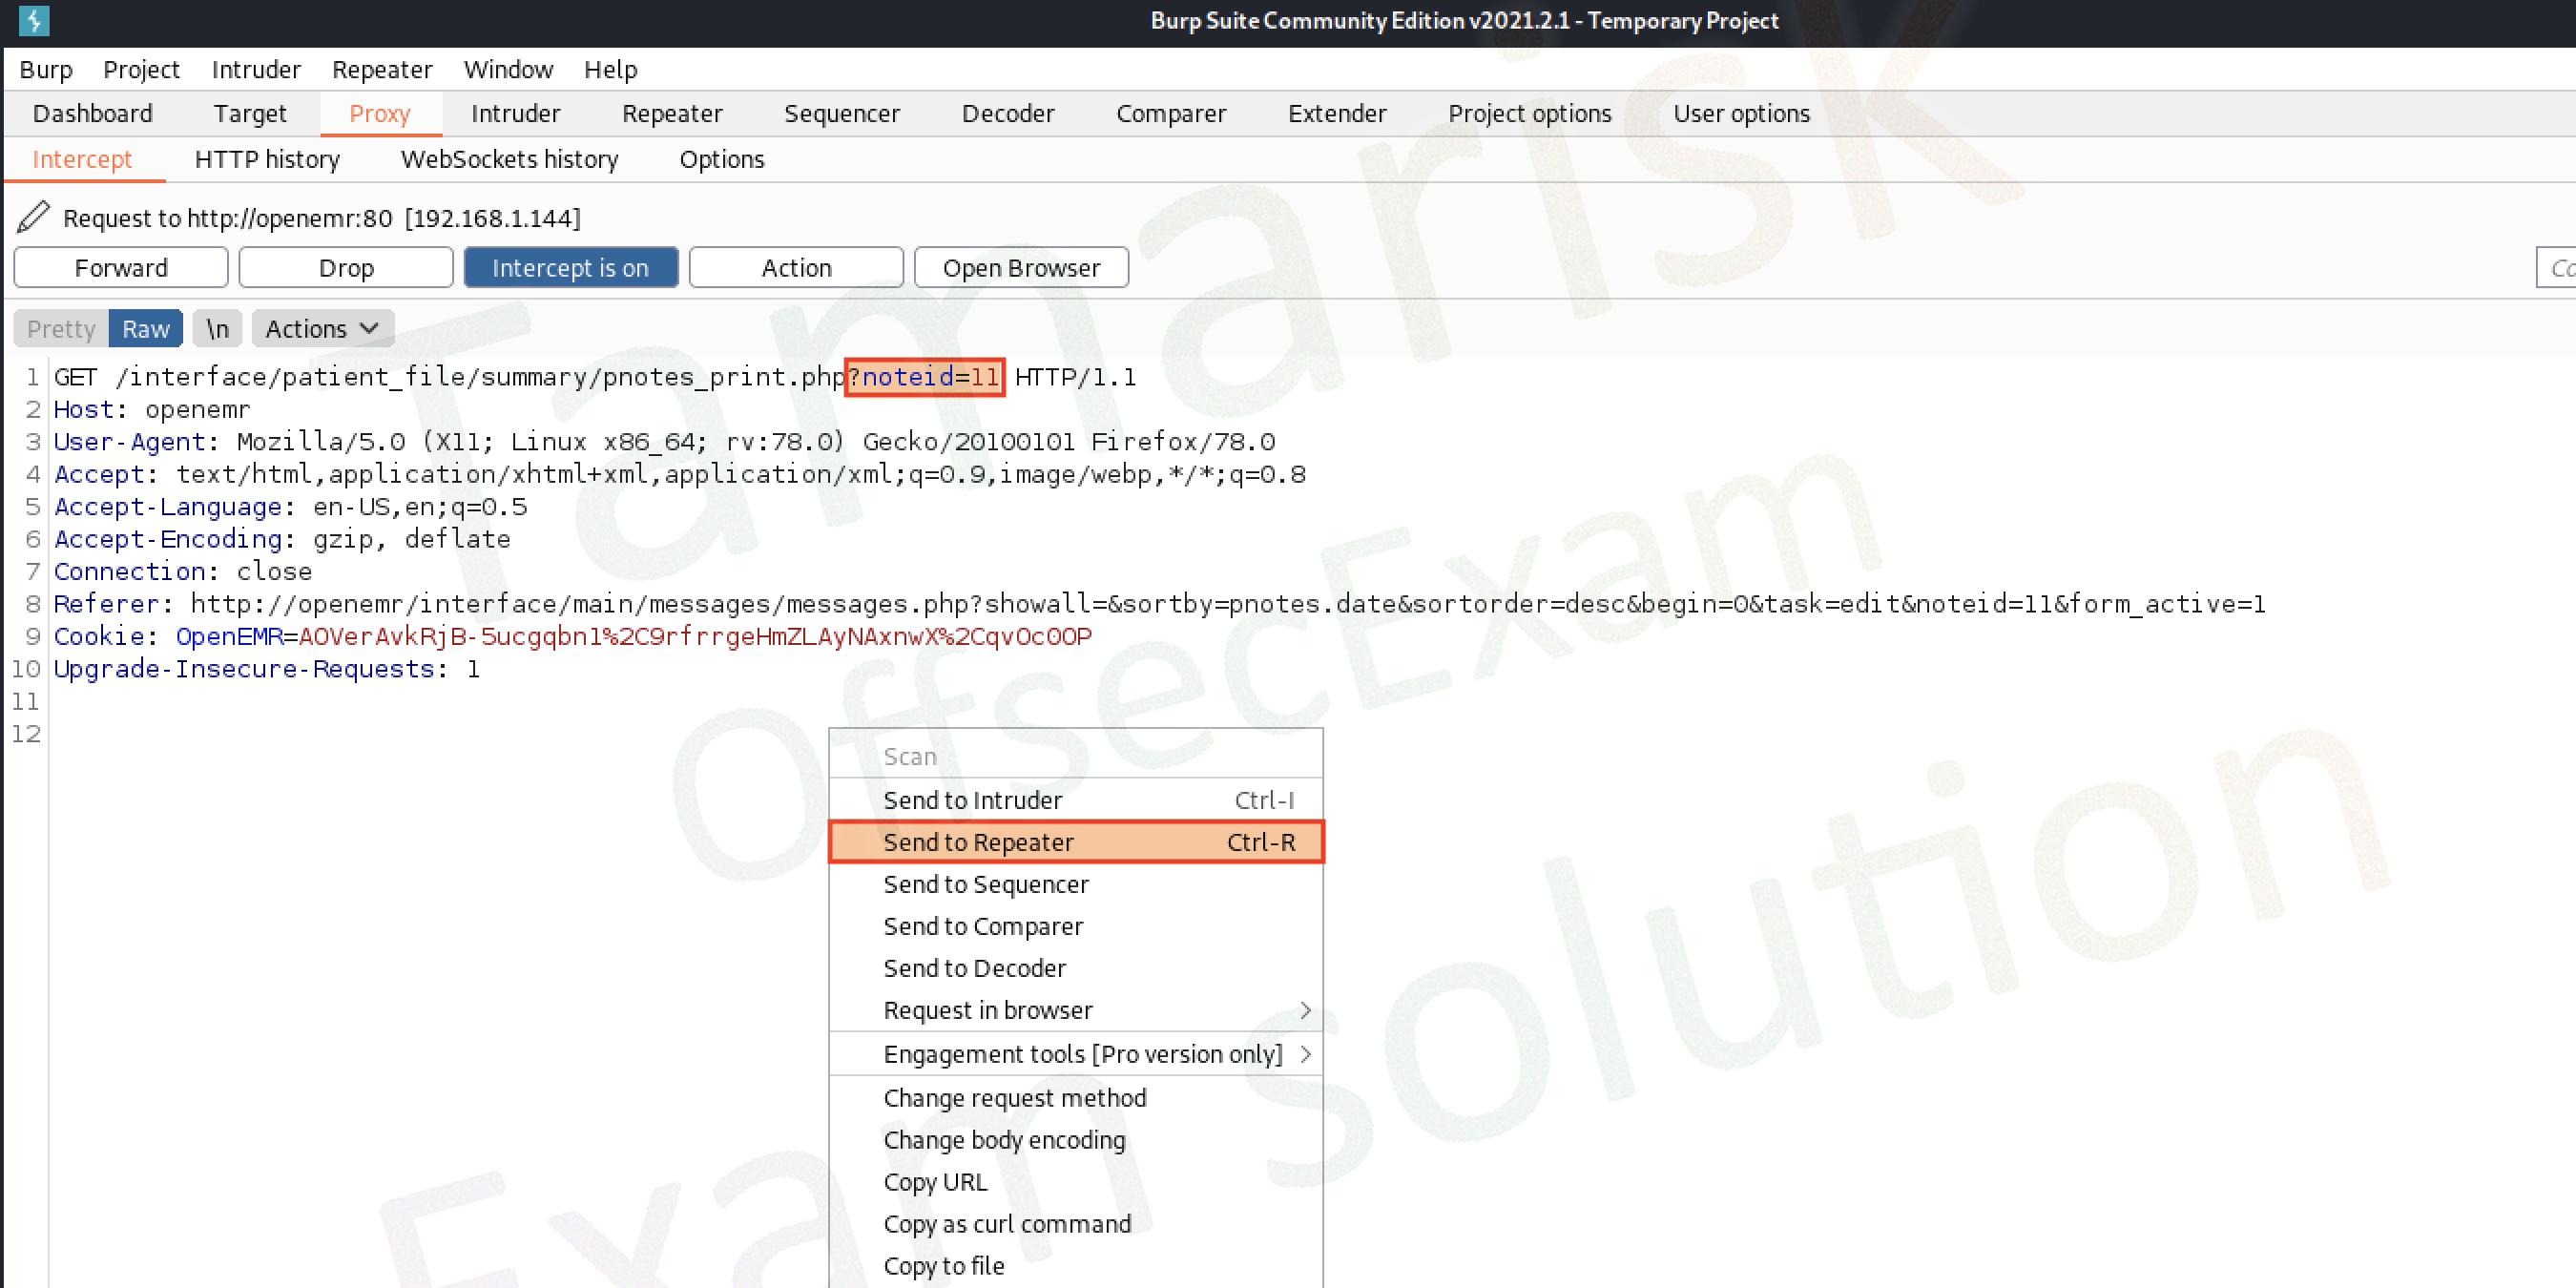 Burp Suite Community Edition v2021.2.1 - Temporary Project
Burp Project Intruder Repeater Window Help
Dashboard Target Proxy Intruder Repeater Sequencer Decoder Comparer Extender Project options User options
Intercept HTTP history WebSockets history Options
Request to http://openemr:80 [192.168.1.144]
Forward Drop Intercept is on Action Open Browser
Pretty Raw \n Actions
1 GET /interface/patient_file/summary/pnotes_print.php?noteid=11 HTTP/1.1
2 Host: openemr
3 User-Agent: Mozilla/5.0 (X11; Linux x86_64; rv:78.0) Gecko/20100101 Firefox/78.0
4 Accept: text/html,application/xhtml+xml,application/xml;q=0.9,image/webp,*/*;q=0.8
5 Accept-Language: en-US,en;q=0.5
6 Accept-Encoding: gzip, deflate
7 Connection: close
8 Referer: http://openemr/interface/main/messages/messages.php?showall=&sortby=pnotes.date&sortorder=desc&begin=0&task=edit&noteid=11&form_active=1
9 Cookie: OpenEMR=AOVerAvkRjB-5ucgqbn1%2C9rfrrgeHmZLAyNAxnwX%2CqvOc0OP
10 Upgrade-Insecure-Requests: 1
11
12
Scan
Send to Intruder Ctrl-I
Send to Repeater Ctrl-R
Send to Sequencer
Send to Comparer
Send to Decoder
Request in browser
Engagement tools [Pro version only]
Change request method
Change body encoding
Copy URL
Copy as curl command
Copy to file
Tamarisk
OffsecExam
Exam solution